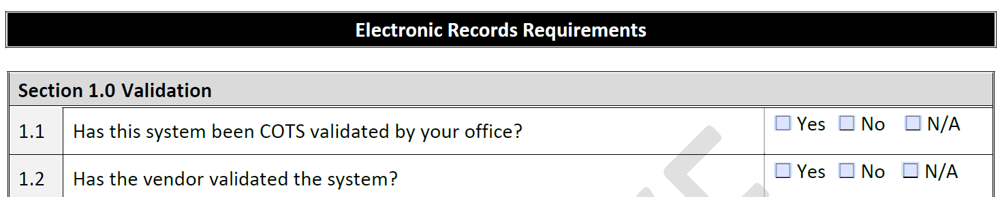 Electronic Records Requirements
Section 1.0 Validation
1.1 Has this system been COTS validated by your office? Yes No N/A
1.2 Has the vendor validated the system? Yes No N/A